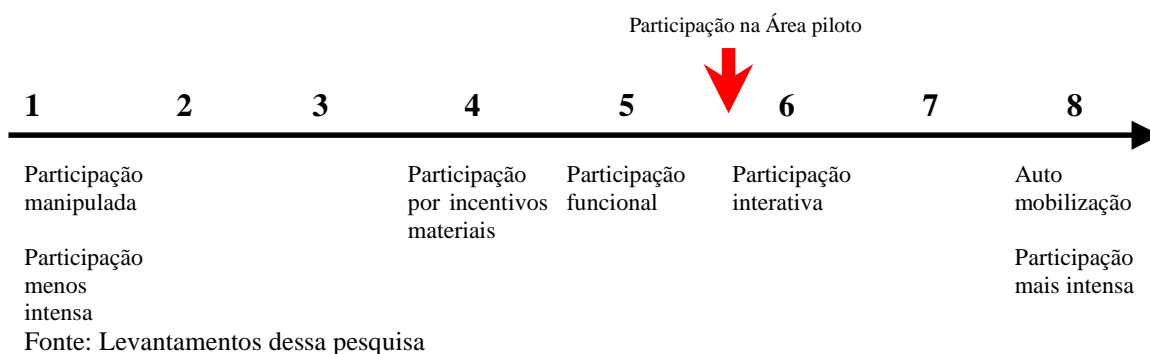 Participação na Área piloto
1 2 3 4 5 6 7 8
Participação Participação Participação Participação Auto
manipulada por incentivos funcional interativa mobilização
materiais
Participação Participação
menos mais intensa
intensa
Fonte: Levantamentos dessa pesquisa